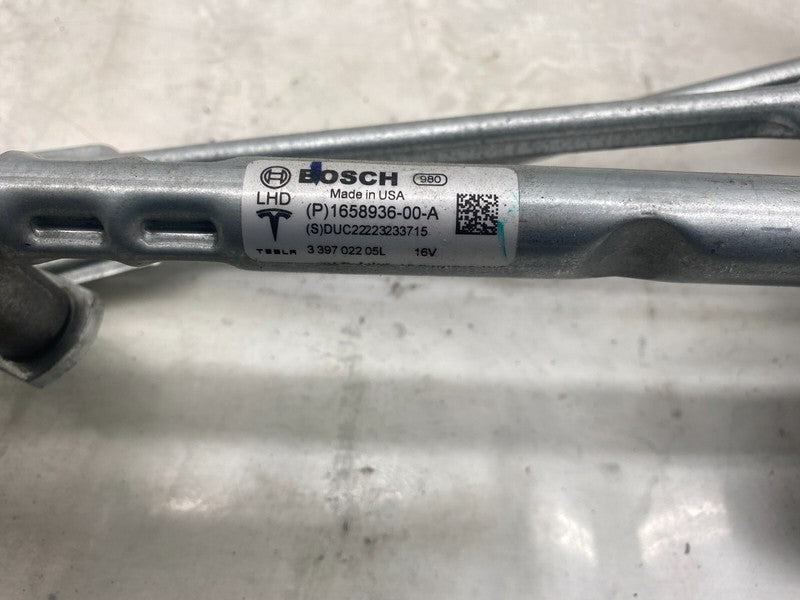 BOSCH 980
Made in USA
LHD (P)1658936-00-A
(S)DUC22223233715
TESLA 3 397 022 05L 16V